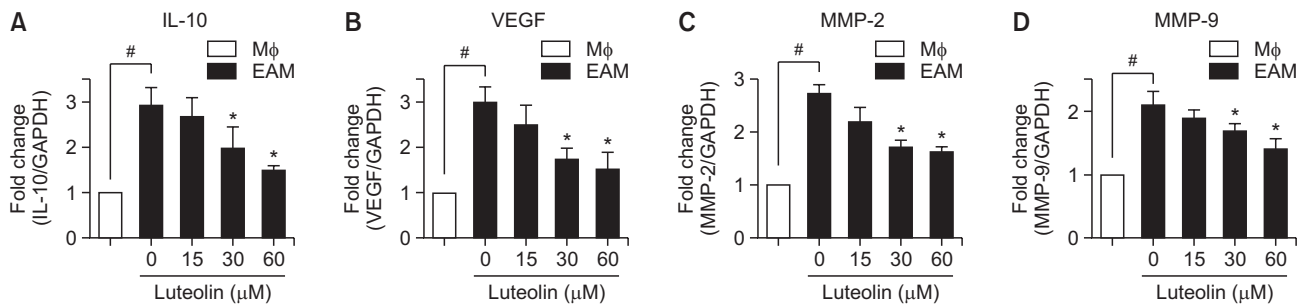 A
IL-10
#
Mϕ
EAM
Fold change
(IL-10/GAPDH)
3
2
1
0
*
*
0 15 30 60
Luteolin (μM)
B
VEGF
#
Mϕ
EAM
Fold change
(VEGF/GAPDH)
3
2
1
0
*
*
0 15 30 60
Luteolin (μM)
C
MMP-2
#
Mϕ
EAM
Fold change
(MMP-2/GAPDH)
3
2
1
0
*
*
0 15 30 60
Luteolin (μM)
D
MMP-9
#
Mϕ
EAM
Fold change
(MMP-9/GAPDH)
2
1
0
*
*
0 15 30 60
Luteolin (μM)